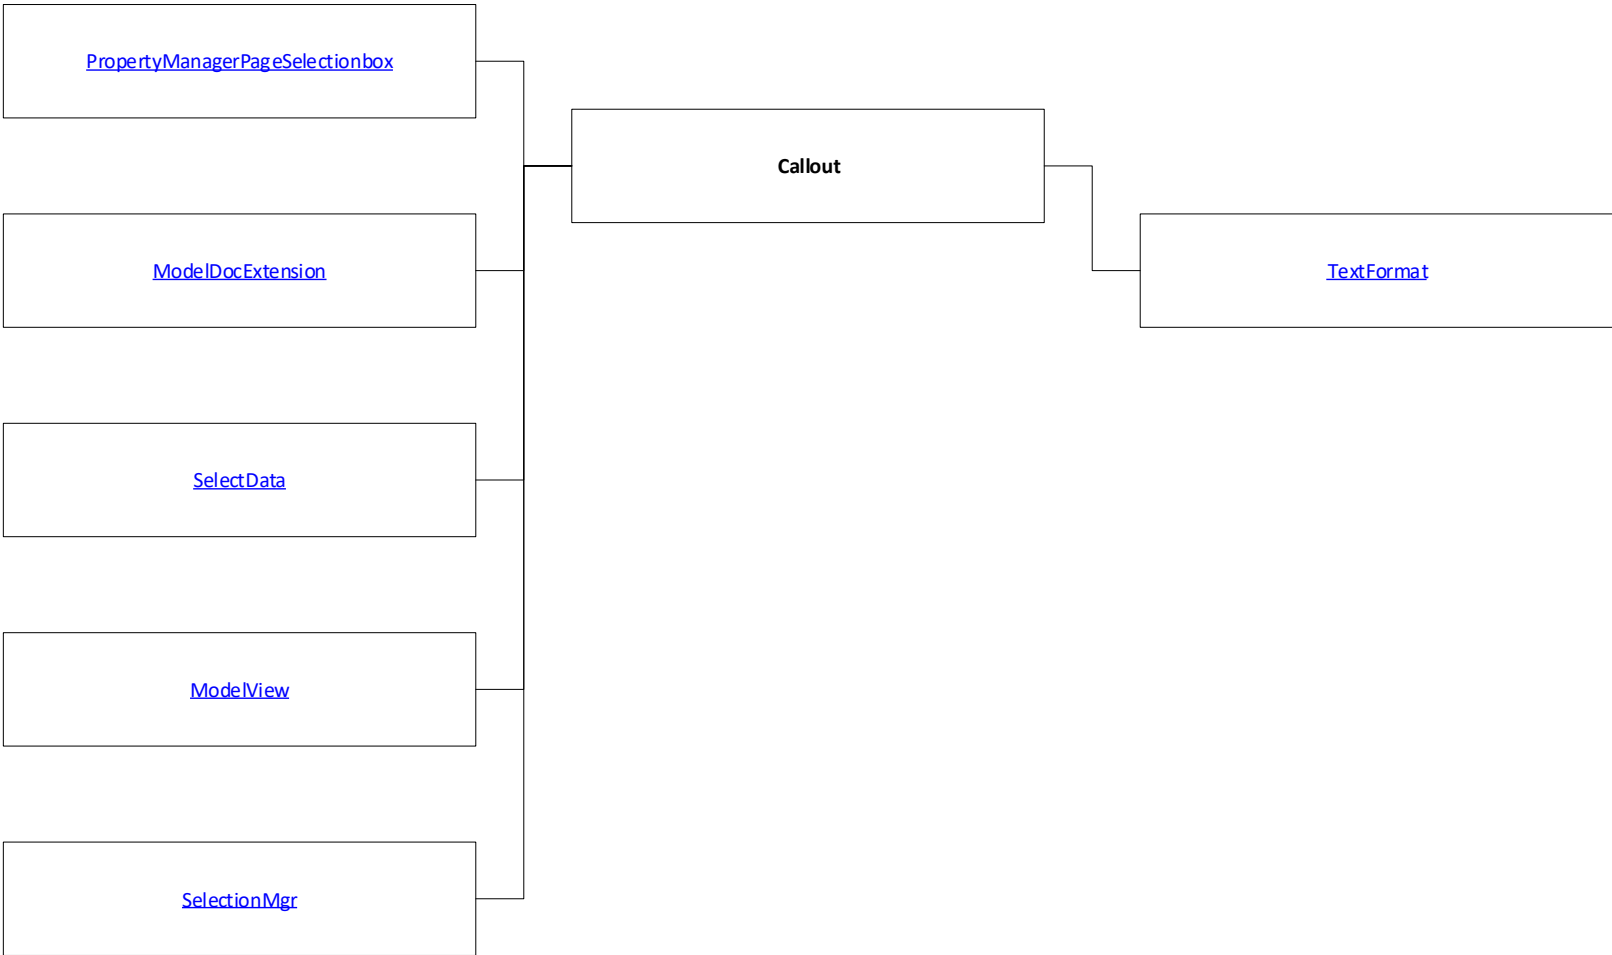 PropertyManagerPageSelectionbox
Callout
ModelDocExtension
TextFormat
SelectData
ModelView
SelectionMgr